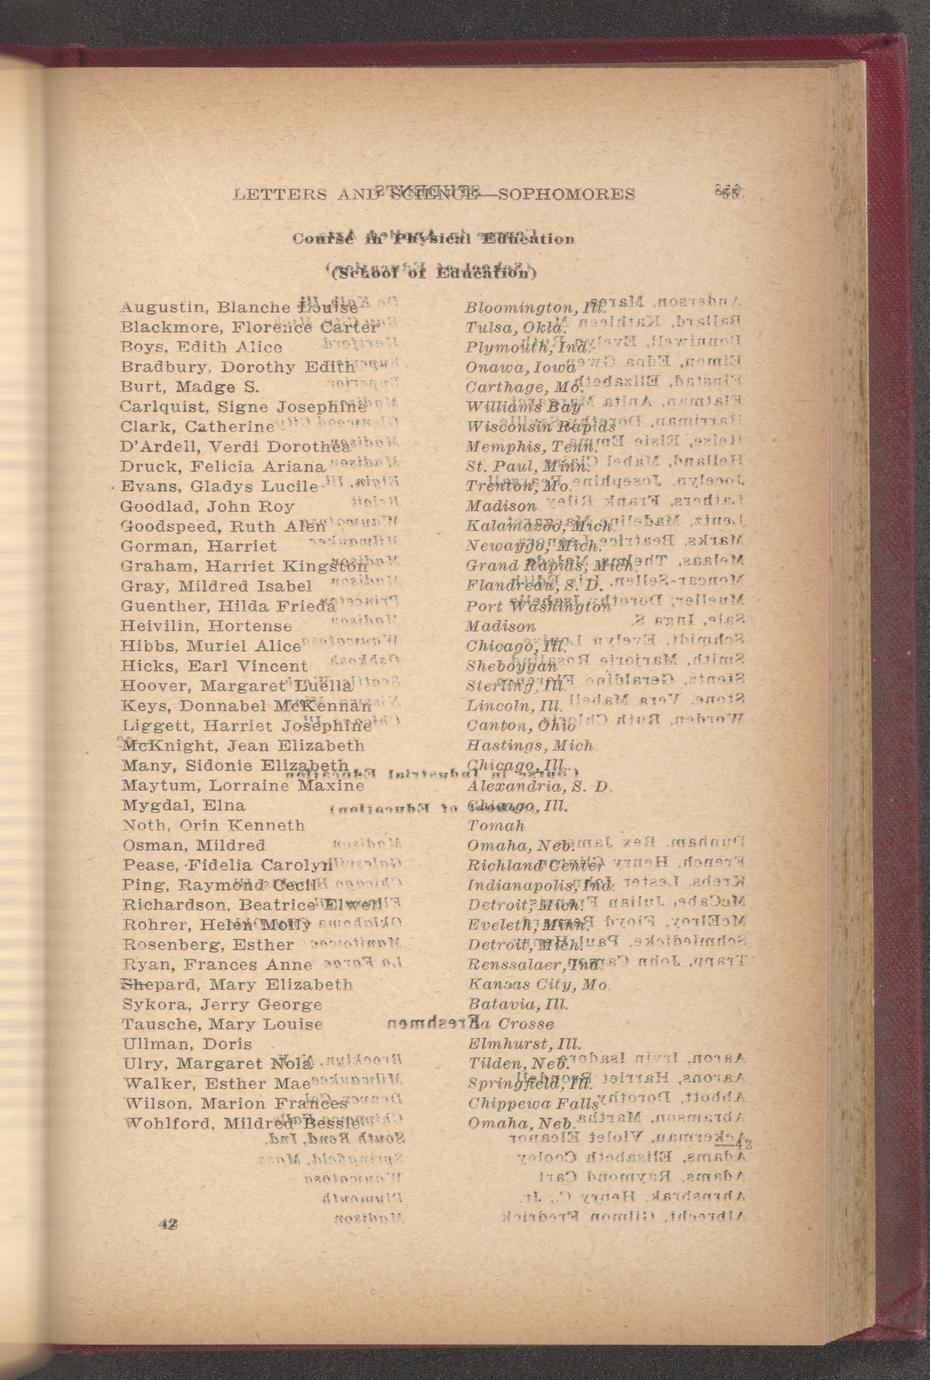 LETTERS AND SCIENCE—SOPHOMORES
Course in Physical Education
(School of Education)
Augustin, Blanche Louise Bloomington, Ill.
Blackmore, Florence Carter Tulsa, Okla.
Boys, Edith Alice Plymouth, Ind.
Bradbury, Dorothy Edith Onawa, Iowa
Burt, Madge S. Carthage, Mo.
Carlquist, Signe Josephine Williams Bay
Clark, Catherine Wisconsin Rapids
D'Ardell, Verdi Dorothea Memphis, Tenn.
Druck, Felicia Ariana St. Paul, Minn.
Evans, Gladys Lucile Trenton, Mo.
Goodlad, John Roy Madison
Goodspeed, Ruth Alen Kalamazoo, Mich.
Gorman, Harriet Newaygo, Mich.
Graham, Harriet Kingston Grand Rapids, Mich.
Gray, Mildred Isabel Flandreau, S. D.
Guenther, Hilda Frieda Port Washington
Heivilin, Hortense Madison
Hibbs, Muriel Alice Chicago, Ill.
Hicks, Earl Vincent Sheboygan
Hoover, Margaret Luella Sterling, Ill.
Keys, Donnabel McKennan Lincoln, Ill.
Liggett, Harriet Josephine Canton, Ohio
McKnight, Jean Elizabeth Hastings, Mich.
Many, Sidonie Elizabeth Chicago, Ill.
Maytum, Lorraine Maxine Alexandria, S. D.
Mygdal, Elna Chicago, Ill.
Noth, Orin Kenneth Tomah
Osman, Mildred Omaha, Neb.
Pease, Fidelia Carolyn Richland Center
Ping, Raymond Cecil Indianapolis, Ind.
Richardson, Beatrice Elwell Detroit, Mich.
Rohrer, Helen Molly Eveleth, Minn.
Rosenberg, Esther Detroit, Mich.
Ryan, Frances Anne Renssalaer, Ind.
Shepard, Mary Elizabeth Kansas City, Mo.
Sykora, Jerry George Batavia, Ill.
Tausche, Mary Louise La Crosse
Ullman, Doris Elmhurst, Ill.
Ulry, Margaret Nola Tilden, Neb.
Walker, Esther Mae Springfield, Ill.
Wilson, Marion Frances Chippewa Falls
Wohlford, Mildred Bessie Omaha, Neb.
—42
42